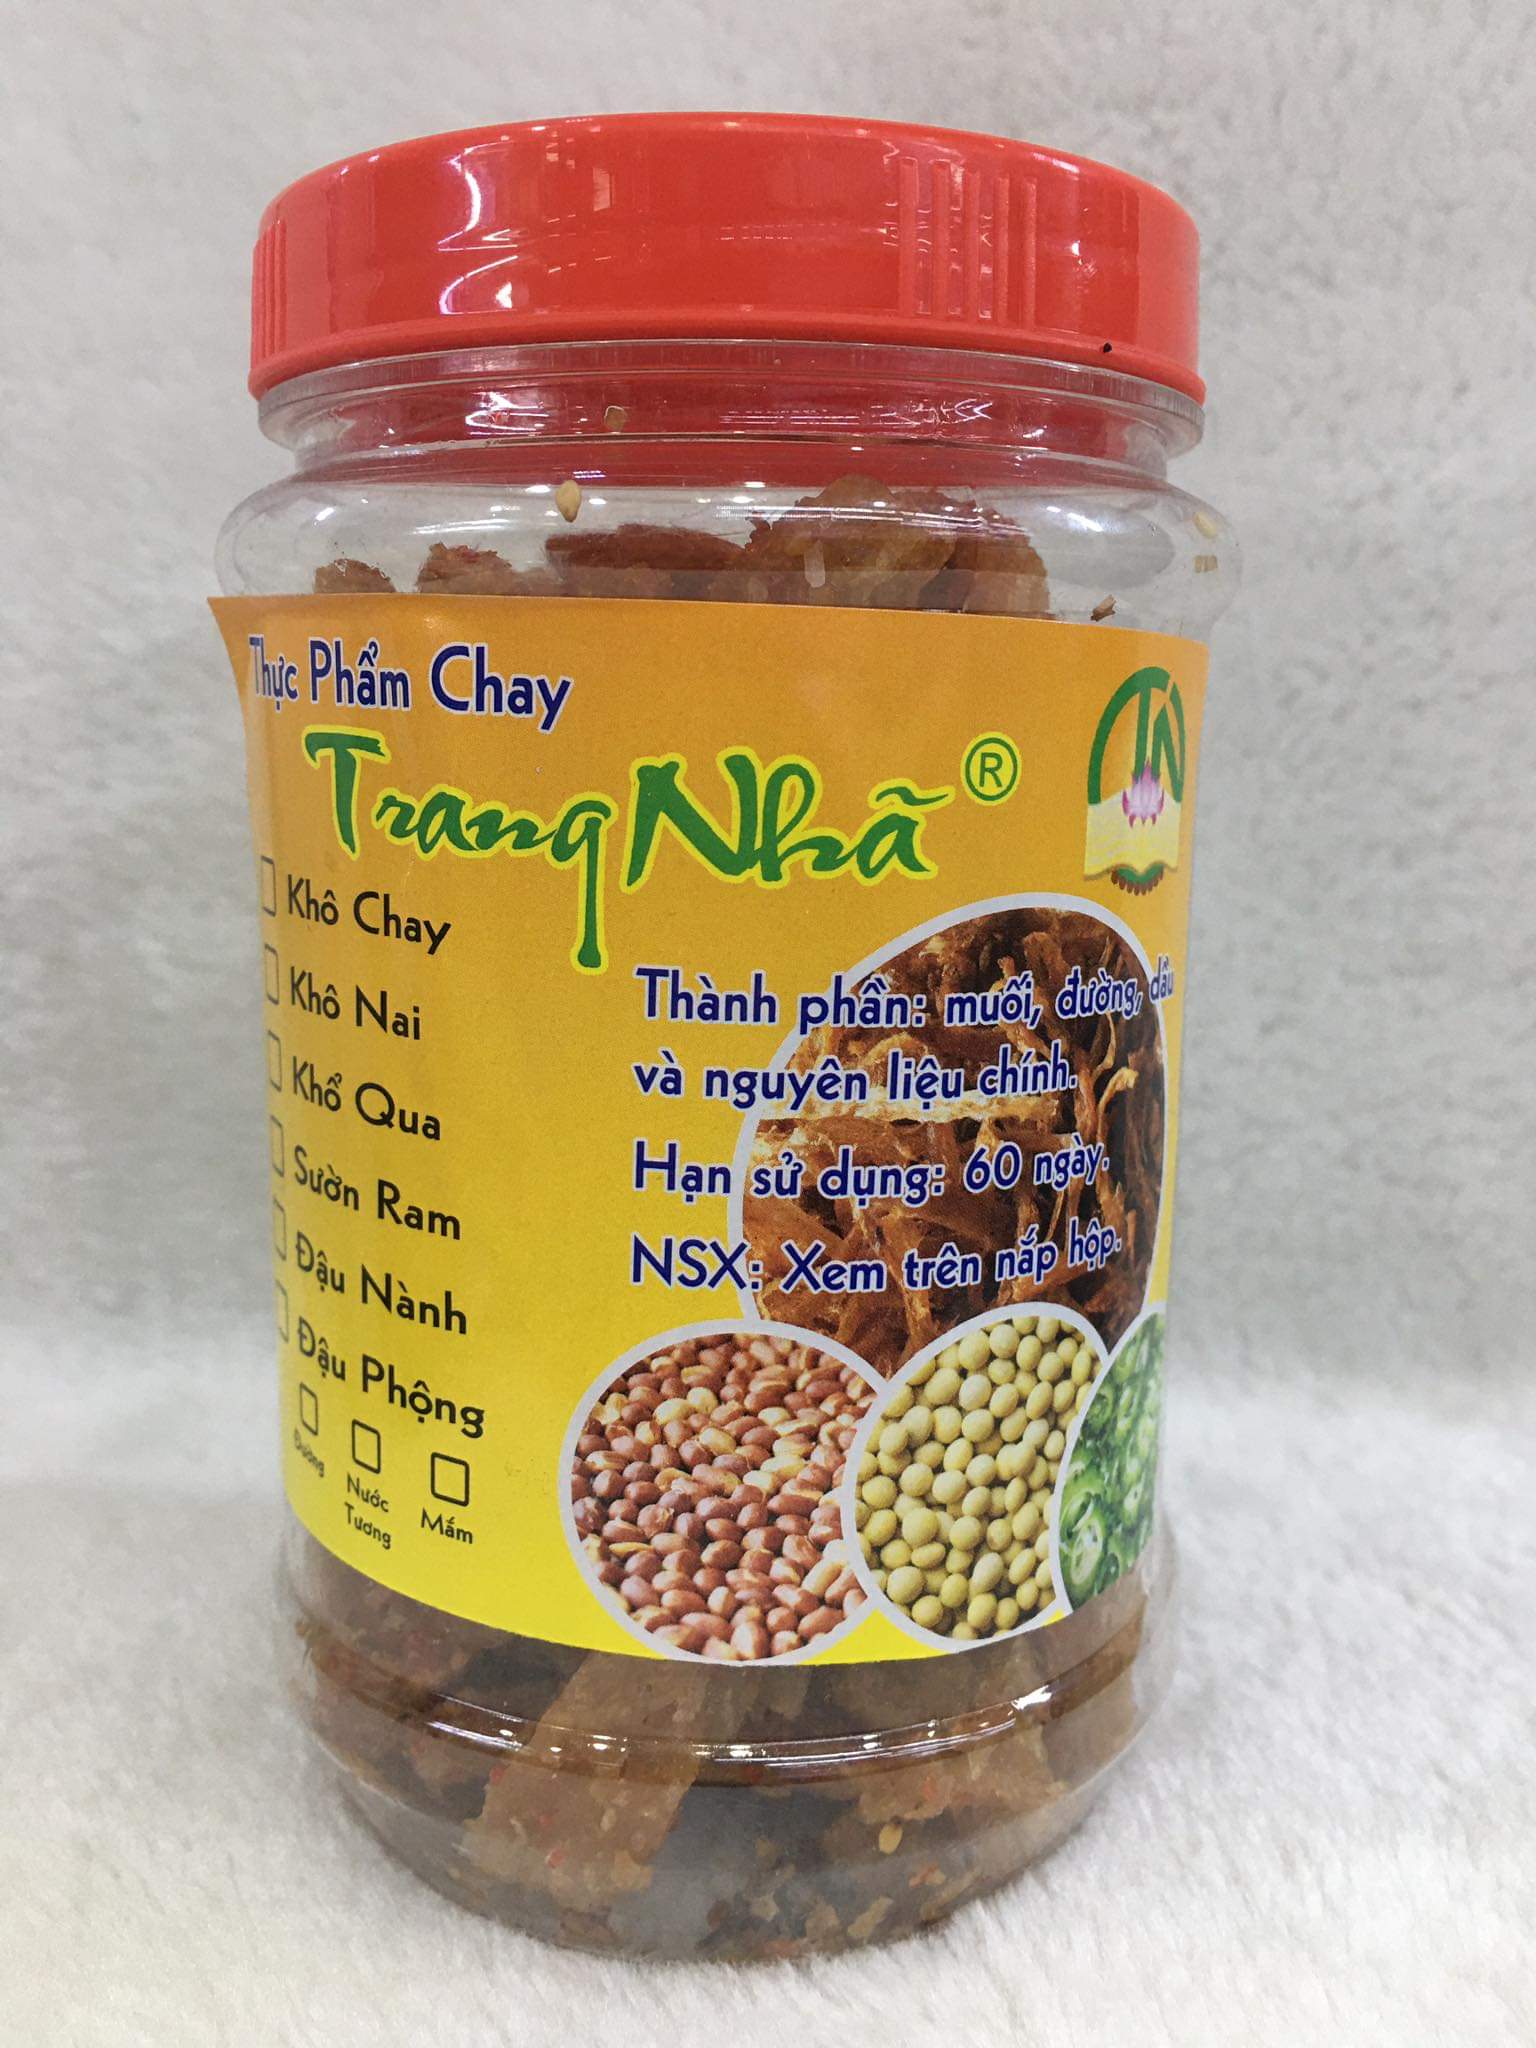 Thực Phẩm Chay
Trang Nhã ®
TN
Khô Chay
Khô Nai
Khổ Qua
Sườn Ram
Đậu Nành
Đậu Phộng
Đường
Nước Tương
Mắm
Thành phần: muối, đường, dầu
và nguyên liệu chính.
Hạn sử dụng: 60 ngày.
NSX: Xem trên nắp hộp.